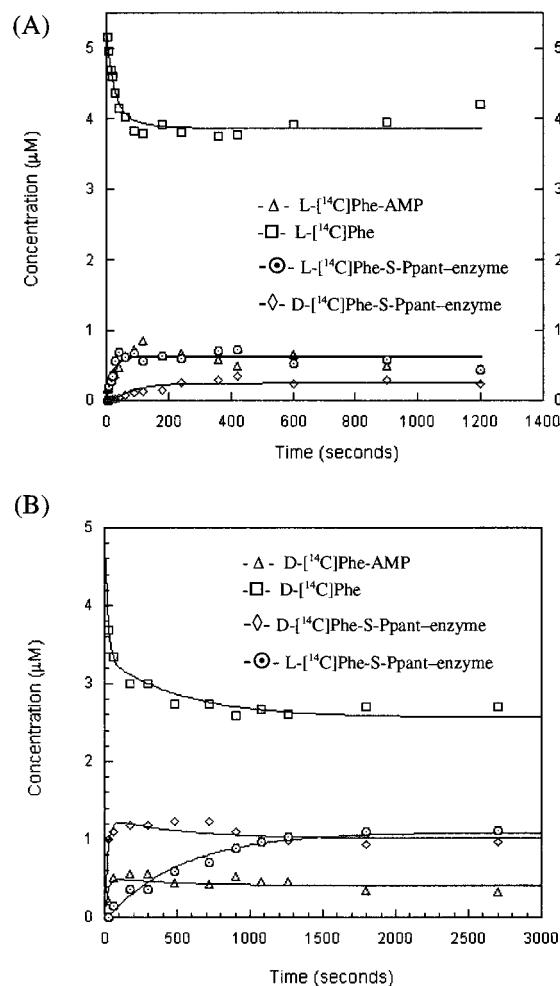 (A)
5 5
4 4
3 3
2 2
1 1
0 0
Concentration (μM)
- △ - L-[¹⁴C]Phe-AMP
- □ - L-[¹⁴C]Phe
- ⊙ - L-[¹⁴C]Phe-S-Ppant–enzyme
- ◇ - D-[¹⁴C]Phe-S-Ppant–enzyme
0 200 400 600 800 1000 1200 1400
Time (seconds)
(B)
5
4
3
2
1
0
Concentration (μM)
- △ - D-[¹⁴C]Phe-AMP
- □ - D-[¹⁴C]Phe
- ◇ - D-[¹⁴C]Phe-S-Ppant–enzyme
- ⊙ - L-[¹⁴C]Phe-S-Ppant–enzyme
0 500 1000 1500 2000 2500 3000
Time (seconds)